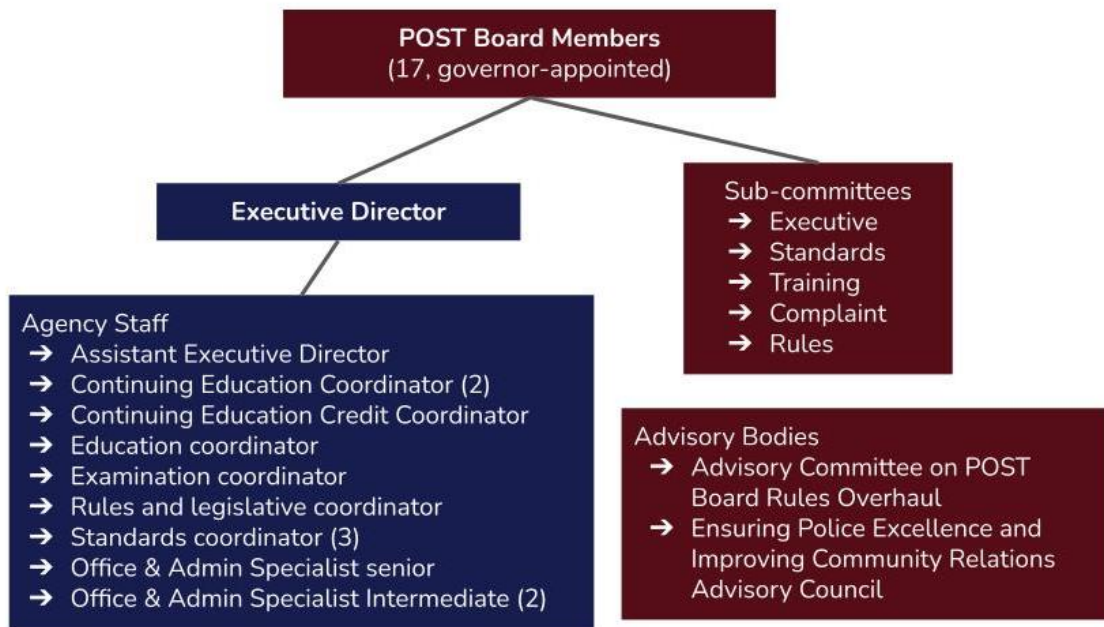 POST Board Members
(17, governor-appointed)
Executive Director
Sub-committees
➔ Executive
➔ Standards
➔ Training
➔ Complaint
➔ Rules
Agency Staff
➔ Assistant Executive Director
➔ Continuing Education Coordinator (2)
➔ Continuing Education Credit Coordinator
➔ Education coordinator
➔ Examination coordinator
➔ Rules and legislative coordinator
➔ Standards coordinator (3)
➔ Office & Admin Specialist senior
➔ Office & Admin Specialist Intermediate (2)
Advisory Bodies
➔ Advisory Committee on POST
Board Rules Overhaul
➔ Ensuring Police Excellence and
Improving Community Relations
Advisory Council